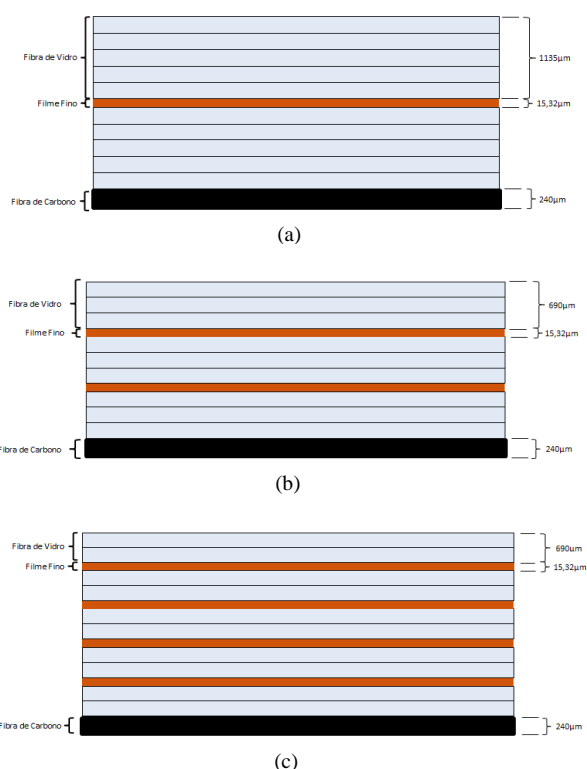 Fibra de Vidro
1135µm
Filme Fino
15,32µm
Fibra de Carbono
240µm
(a)
Fibra de Vidro
690µm
Filme Fino
15,32µm
Fibra de Carbono
240µm
(b)
Fibra de Vidro
690µm
Filme Fino
15,32µm
Fibra de Carbono
240µm
(c)